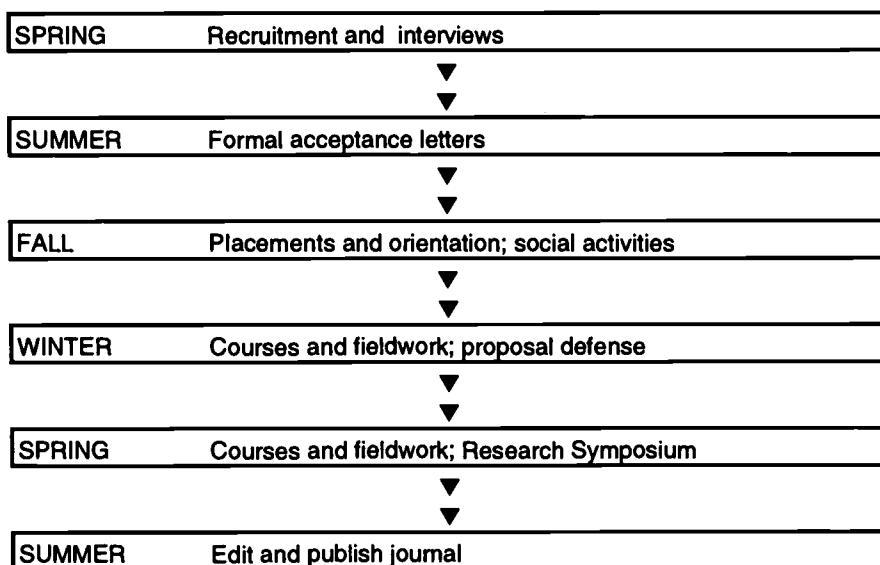 SPRING Recruitment and interviews
SUMMER Formal acceptance letters
FALL Placements and orientation; social activities
WINTER Courses and fieldwork; proposal defense
SPRING Courses and fieldwork; Research Symposium
SUMMER Edit and publish journal